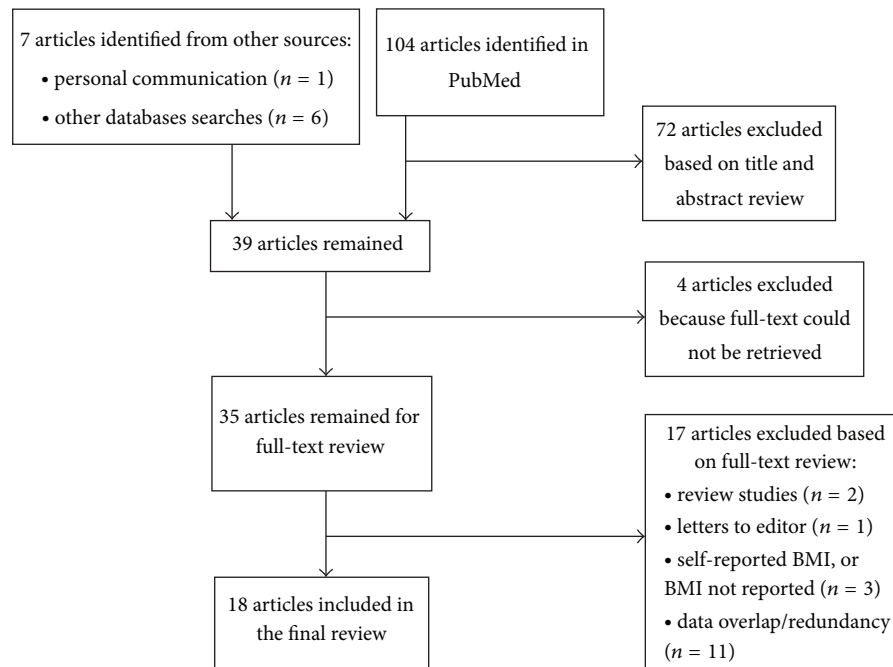 7 articles identified from other sources:
• personal communication (n = 1)
• other databases searches (n = 6)
104 articles identified in
PubMed
72 articles excluded
based on title and
abstract review
39 articles remained
4 articles excluded
because full-text could
not be retrieved
35 articles remained for
full-text review
17 articles excluded based
on full-text review:
• review studies (n = 2)
• letters to editor (n = 1)
• self-reported BMI, or
BMI not reported (n = 3)
• data overlap/redundancy
(n = 11)
18 articles included in
the final review